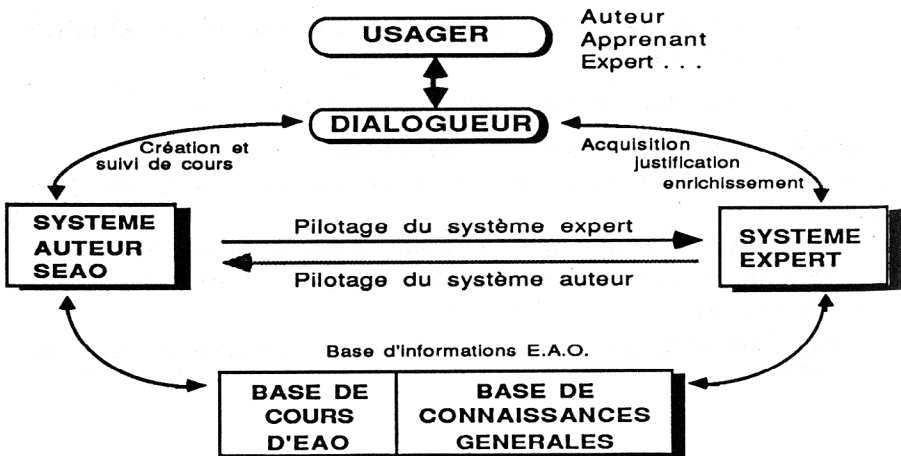 USAGER
Auteur
Apprenant
Expert . . .
DIALOGUEUR
Création et
suivi de cours
Acquisition
justification
enrichissement
SYSTEME
AUTEUR
SEAO
Pilotage du système expert
Pilotage du système auteur
SYSTEME
EXPERT
Base d'informations E.A.O.
BASE DE
COURS
D'EAO
BASE DE
CONNAISSANCES
GENERALES